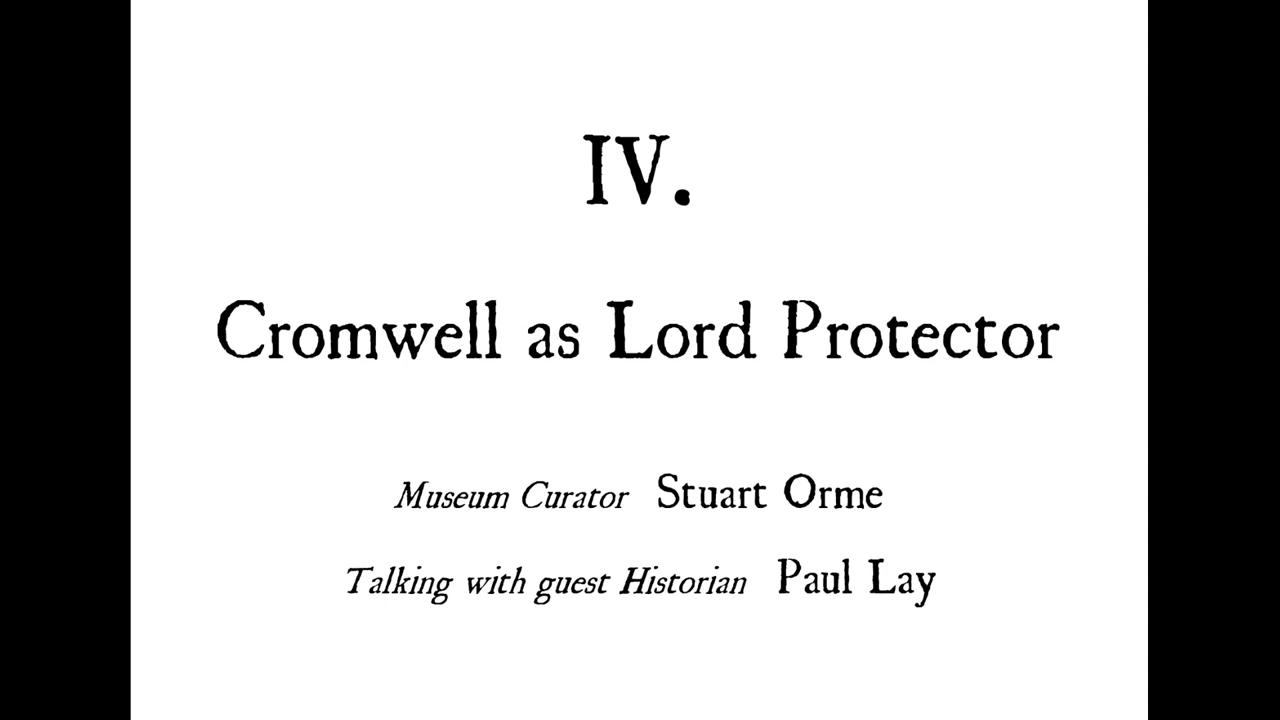 IV.
Cromwell as Lord Protector
Museum Curator Stuart Orme
Talking with guest Historian Paul Lay